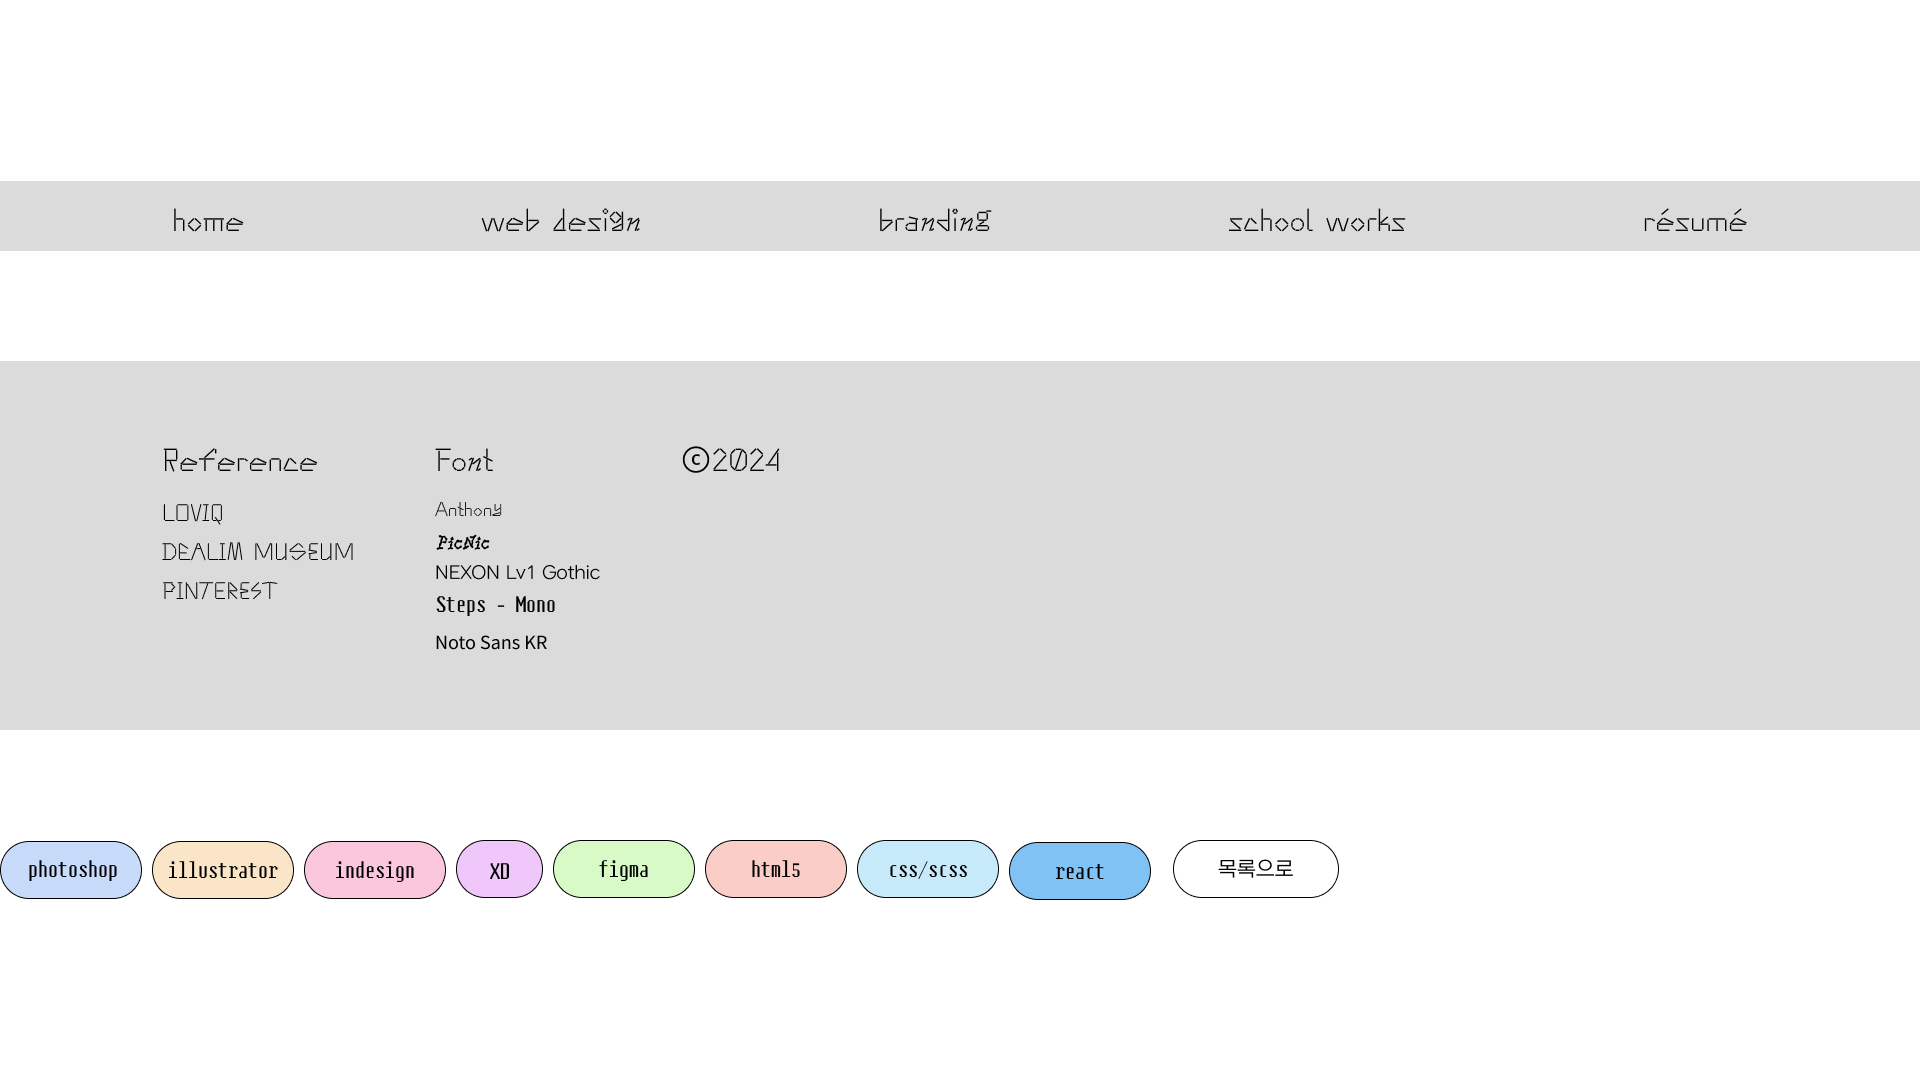 home web design branding school works résumé
Reference Font ©2024
LOVIQ
DEALIM MUSEUM
PINTEREST
Anthony
PicNic
NEXON Lv1 Gothic
Steps - Mono
Noto Sans KR
photoshop illustrator indesign XD figma html5 css/scss react 목록으로